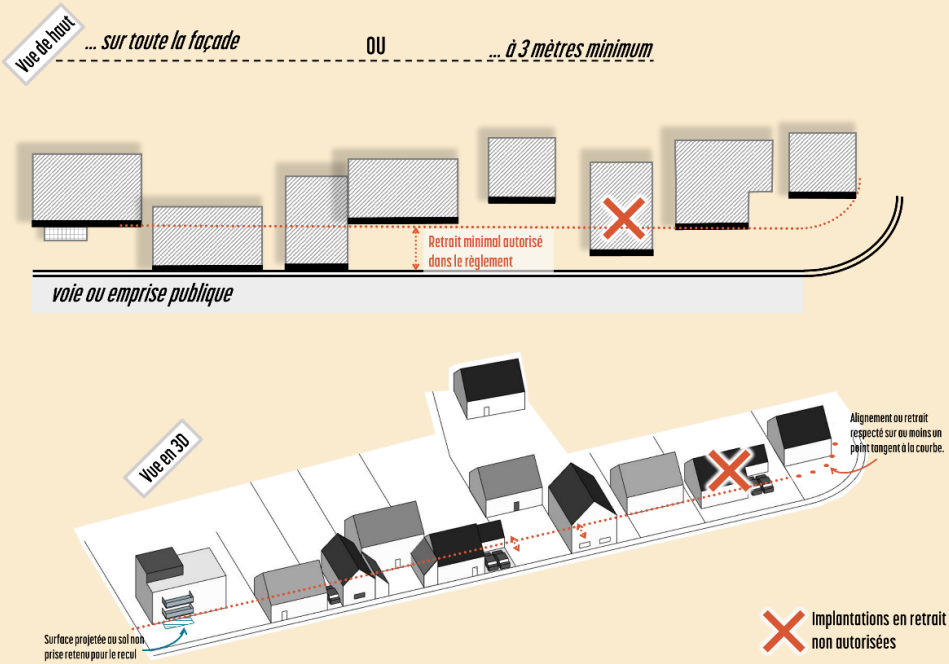 Vue de haut
... sur toute la façade
OU
... à 3 mètres minimum
Retrait minimal autorisé
dans le règlement
voie ou emprise publique
Vue en 3D
Alignement ou retrait
respecté sur au moins un
point tangent à la courbe.
Surface projetée au sol non
prise retenu pour le recul
Implantations en retrait
non autorisées